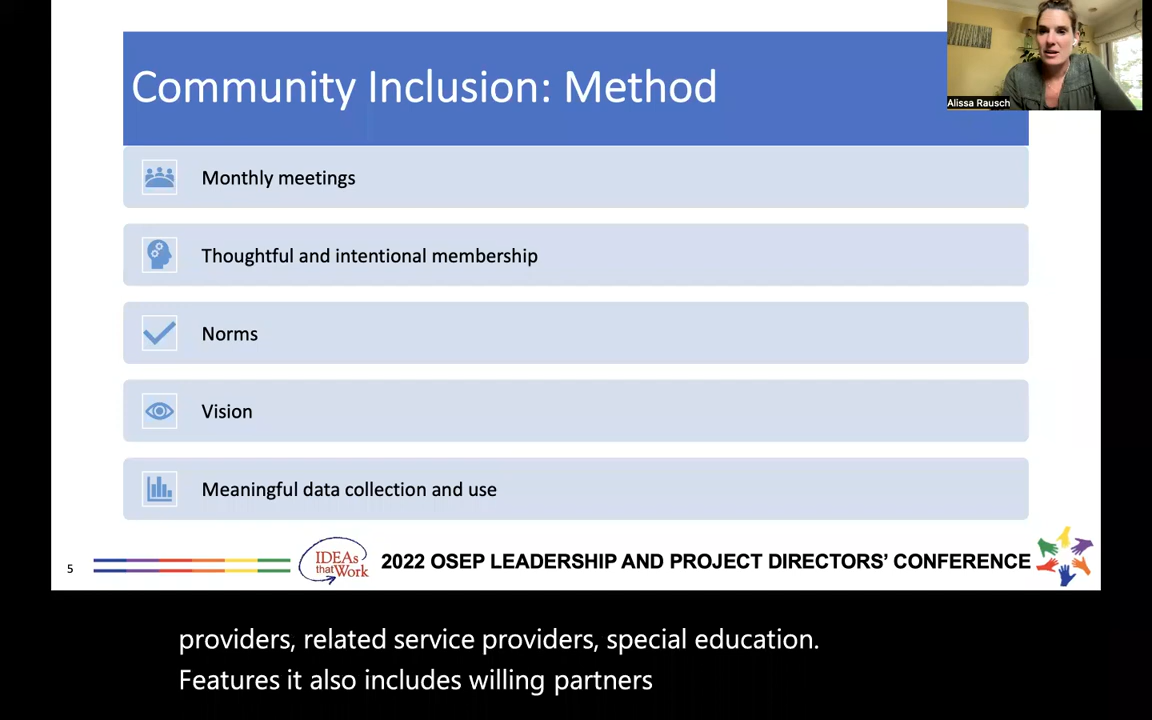 Community Inclusion: Method
Alissa Rausch
Monthly meetings
Thoughtful and intentional membership
Norms
Vision
Meaningful data collection and use
5
IDEAs
that Work
2022 OSEP LEADERSHIP AND PROJECT DIRECTORS' CONFERENCE
providers, related service providers, special education.
Features it also includes willing partners